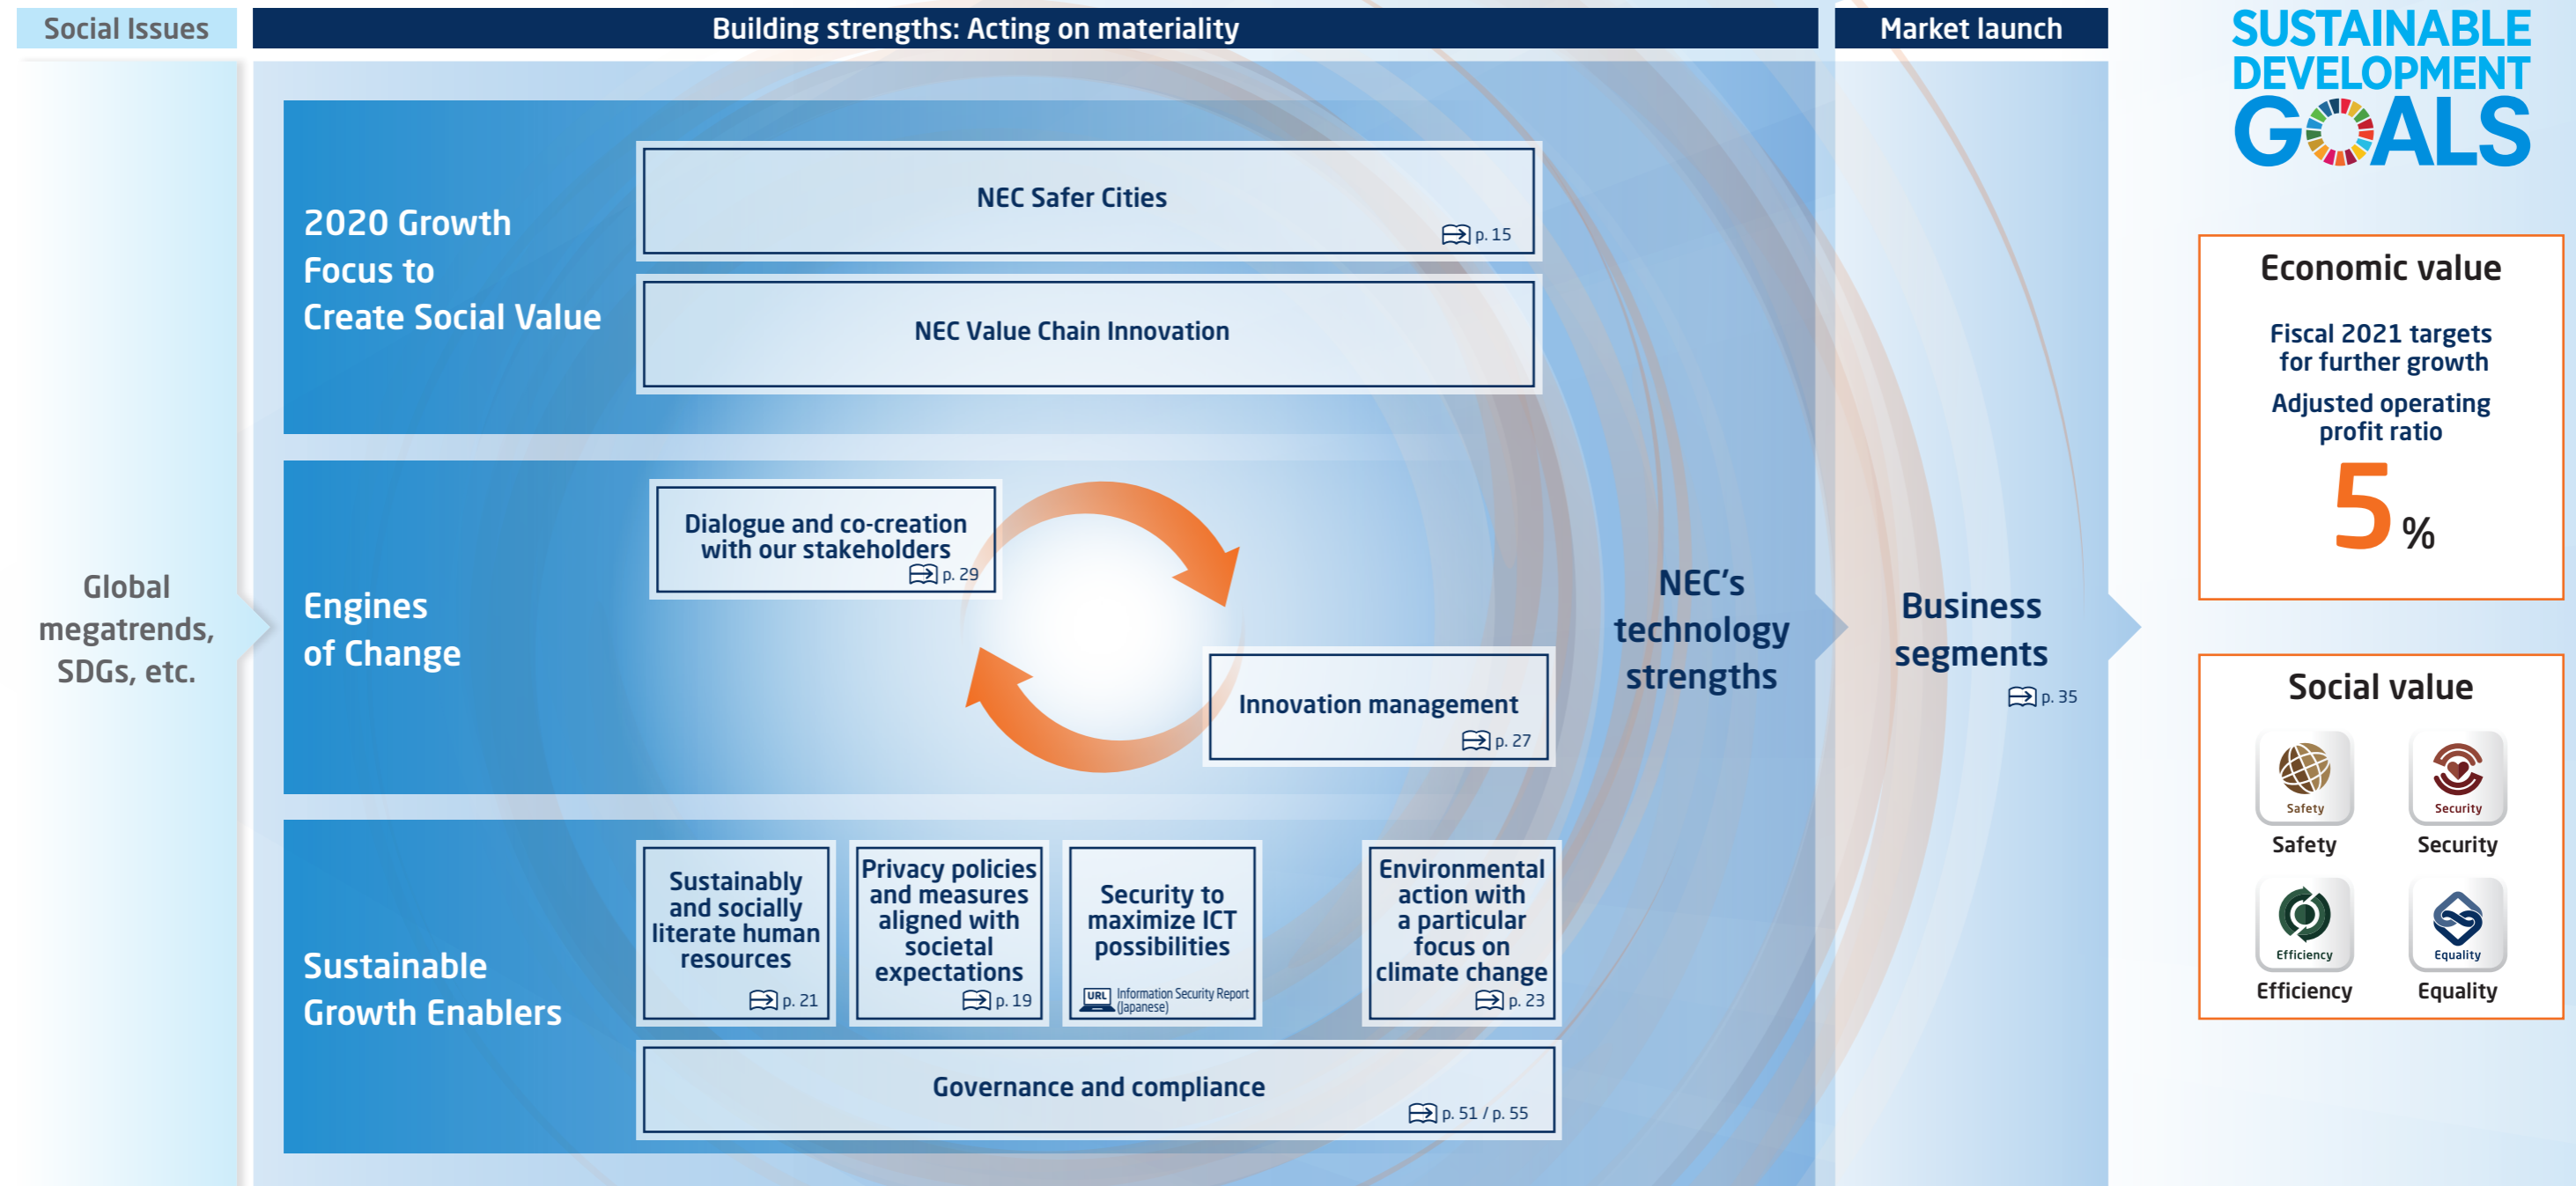 Social Issues
Building strengths: Acting on materiality
Market launch
SUSTAINABLE
DEVELOPMENT
GOALS
Global
megatrends,
SDGs, etc.
2020 Growth
Focus to
Create Social Value
NEC Safer Cities
p. 15
NEC Value Chain Innovation
Engines
of Change
Dialogue and co-creation
with our stakeholders
p. 29
Innovation management
p. 27
Sustainable
Growth Enablers
Sustainably
and socially
literate human
resources
p. 21
Privacy policies
and measures
aligned with
societal
expectations
p. 19
Security to
maximize ICT
possibilities
URL
Information Security Report
(Japanese)
Environmental
action with
a particular
focus on
climate change
p. 23
Governance and compliance
p. 51 / p. 55
NEC's
technology
strengths
Business
segments
p. 35
Economic value
Fiscal 2021 targets
for further growth
Adjusted operating
profit ratio
5 %
Social value
Safety
Safety
Security
Security
Efficiency
Efficiency
Equality
Equality